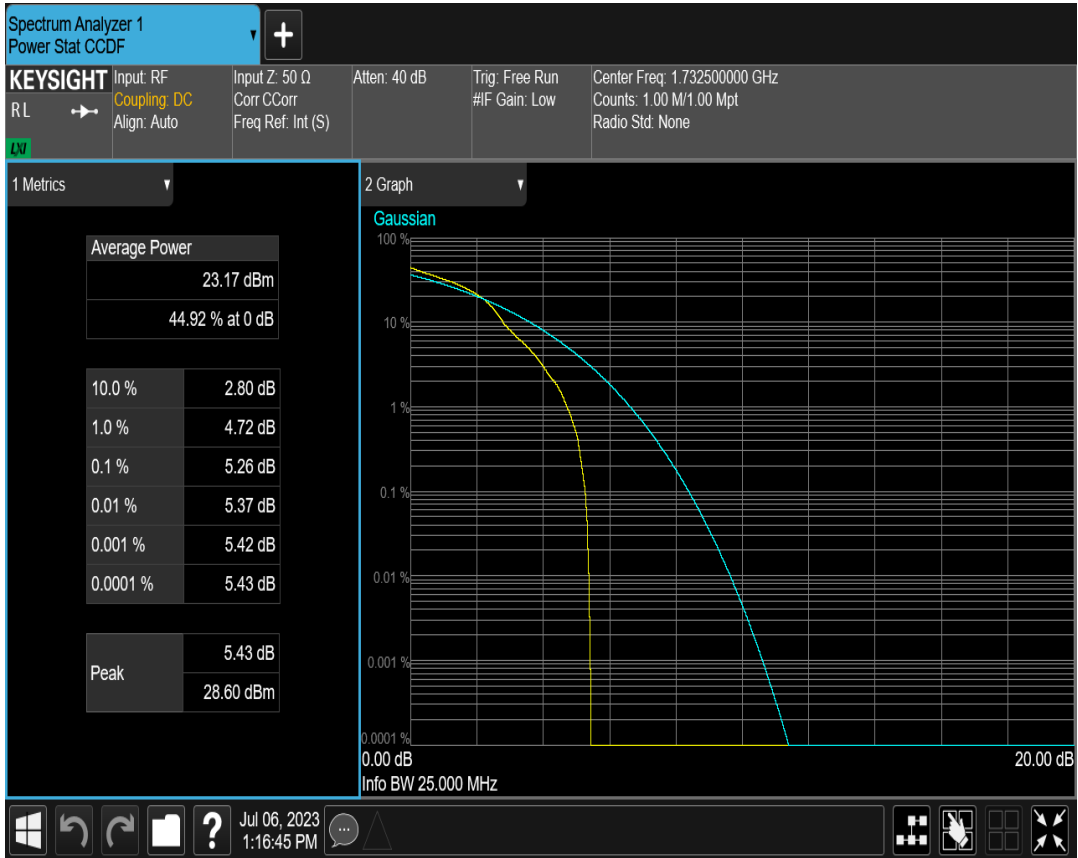 Spectrum Analyzer 1
Power Stat CCDF
+
KEYSIGHT
RL
LXI
Input: RF
Coupling: DC
Align: Auto
Input Z: 50 Ω
Corr CCorr
Freq Ref: Int (S)
Atten: 40 dB
Trig: Free Run
#IF Gain: Low
Center Freq: 1.732500000 GHz
Counts: 1.00 M/1.00 Mpt
Radio Std: None
1 Metrics
Average Power
23.17 dBm
44.92 % at 0 dB
10.0 % 2.80 dB
1.0 % 4.72 dB
0.1 % 5.26 dB
0.01 % 5.37 dB
0.001 % 5.42 dB
0.0001 % 5.43 dB
Peak
5.43 dB
28.60 dBm
2 Graph
Gaussian
100 %
10 %
1 %
0.1 %
0.01 %
0.001 %
0.0001 %
0.00 dB 20.00 dB
Info BW 25.000 MHz
?
Jul 06, 2023
1:16:45 PM